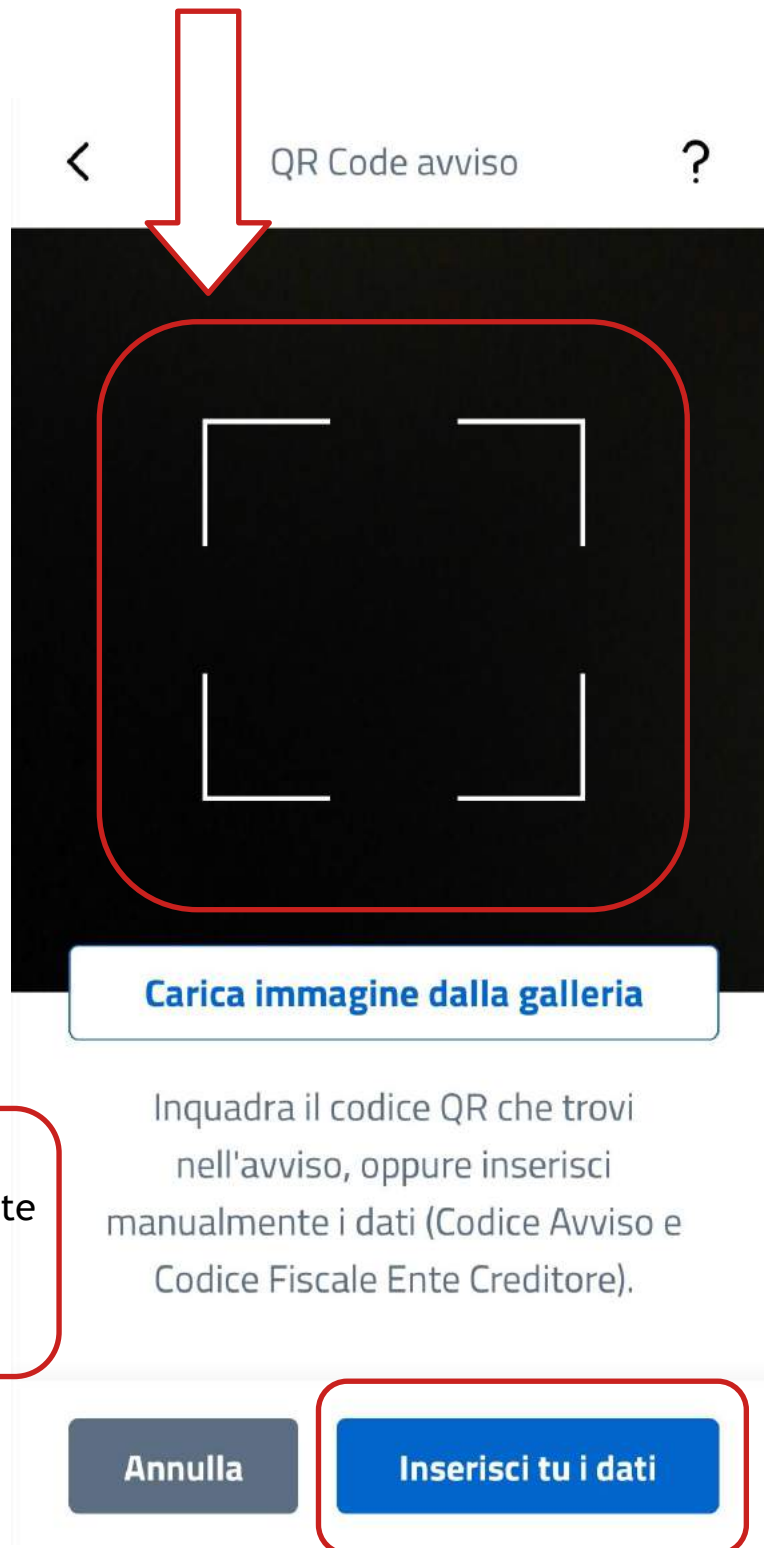 QR Code avviso
?
Carica immagine dalla galleria
Inquadra il codice QR che trovi
nell'avviso, oppure inserisci
manualmente i dati (Codice Avviso e
Codice Fiscale Ente Creditore).
te
Annulla
Inserisci tu i dati